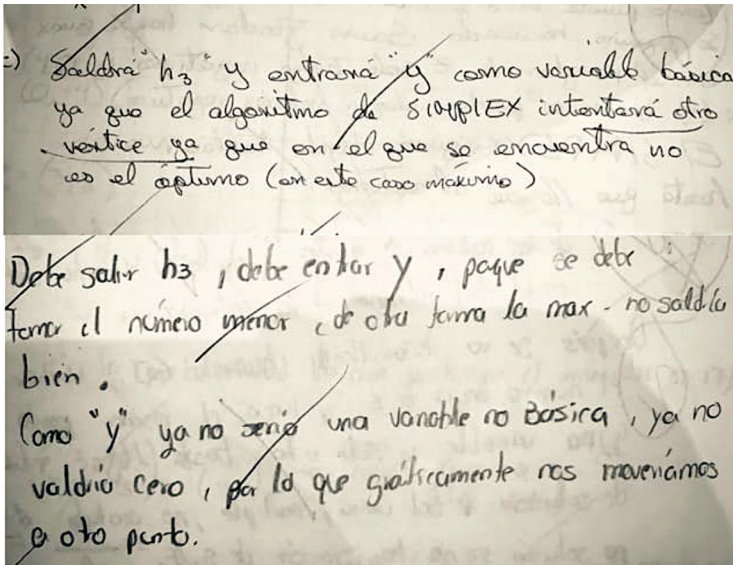 c) Saldrá "h3" y entrará "y" como variable básica
ya que el algoritmo de SIMPLEX intentará otro
vértice ya que en el que se encuentra no
es el óptimo (en este caso máximo)
Debe salir h3, debe entrar y, porque se debe
tomar el número menor, de otra forma la max. no saldría
bien.
Como "y" ya no sería una variable no Básica, ya no
valdría cero, por lo que gráficamente nos moveríamos
a otro punto.